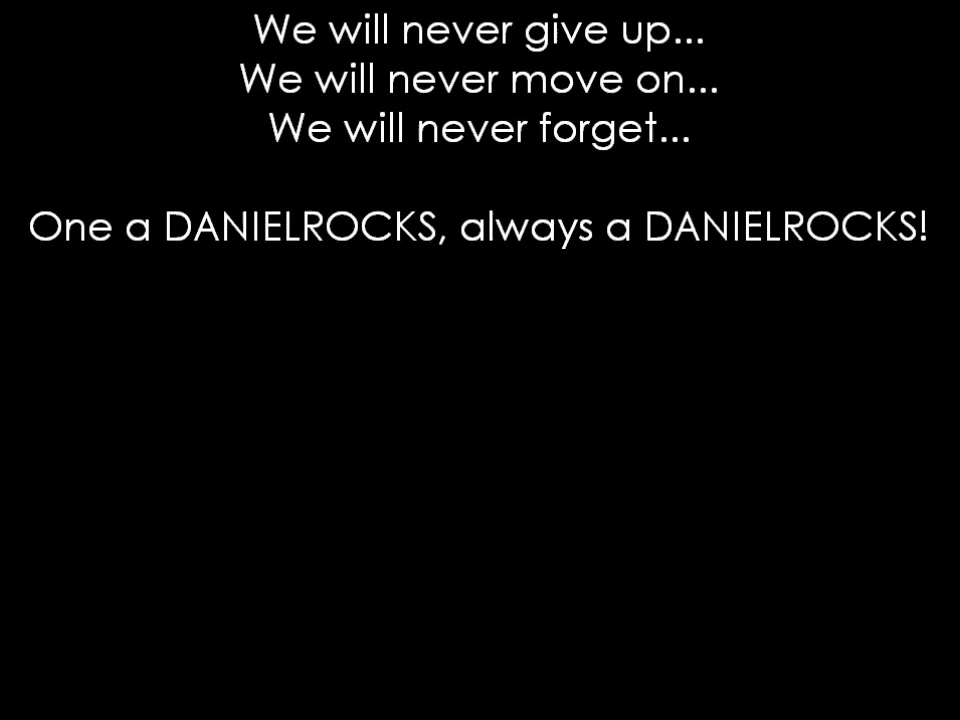 We will never give up...
We will never move on...
We will never forget...
One a DANIELROCKS, always a DANIELROCKS!